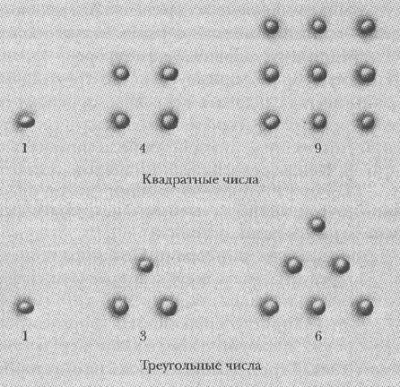 1 4 9
Квадратные числа
1 3 6
Треугольные числа